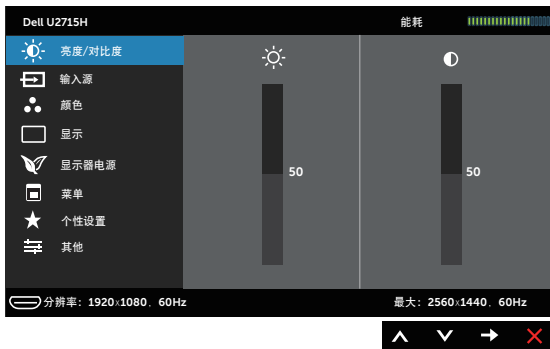 Dell U2715H 能耗
亮度/对比度
输入源
颜色
显示
显示器电源
菜单
个性设置
其他
50 50
分辨率: 1920x1080, 60Hz 最大: 2560x1440, 60Hz